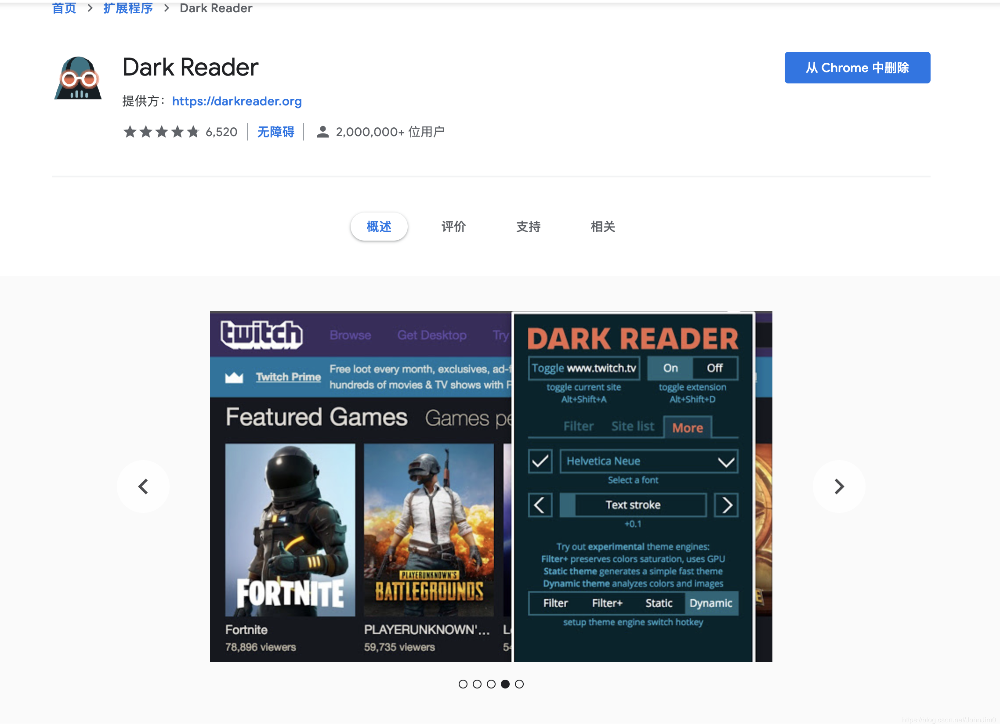 首页 > 扩展程序 > Dark Reader
Dark Reader
从 Chrome 中删除
提供方： https://darkreader.org
6,520 | 无障碍 | 2,000,000+ 位用户
概述 评价 支持 相关
twitch Browse Get Desktop Try
Twitch Prime
Free loot every month, exclusives, ad-f
hundreds of movies & TV shows with P
Featured Games Games pe
FORTNITE
PLAYERUNKNOWN'S
BATTLEGROUNDS
Fortnite
78,896 viewers
PLAYERUNKNOWN'...
59,735 viewers
DARK READER
Toggle www.twitch.tv On Off
toggle current site toggle extension
Alt+Shift+A Alt+Shift+D
Filter Site list More
Helvetica Neue
Select a font
Text stroke
+0.1
Try out experimental theme engines:
Filter+ preserves colors saturation, uses GPU
Static theme generates a simple fast theme
Dynamic theme analyzes colors and images
Filter Filter+ Static Dynamic
setup theme engine switch hotkey
https://blog.csdn.net/JohnJim0